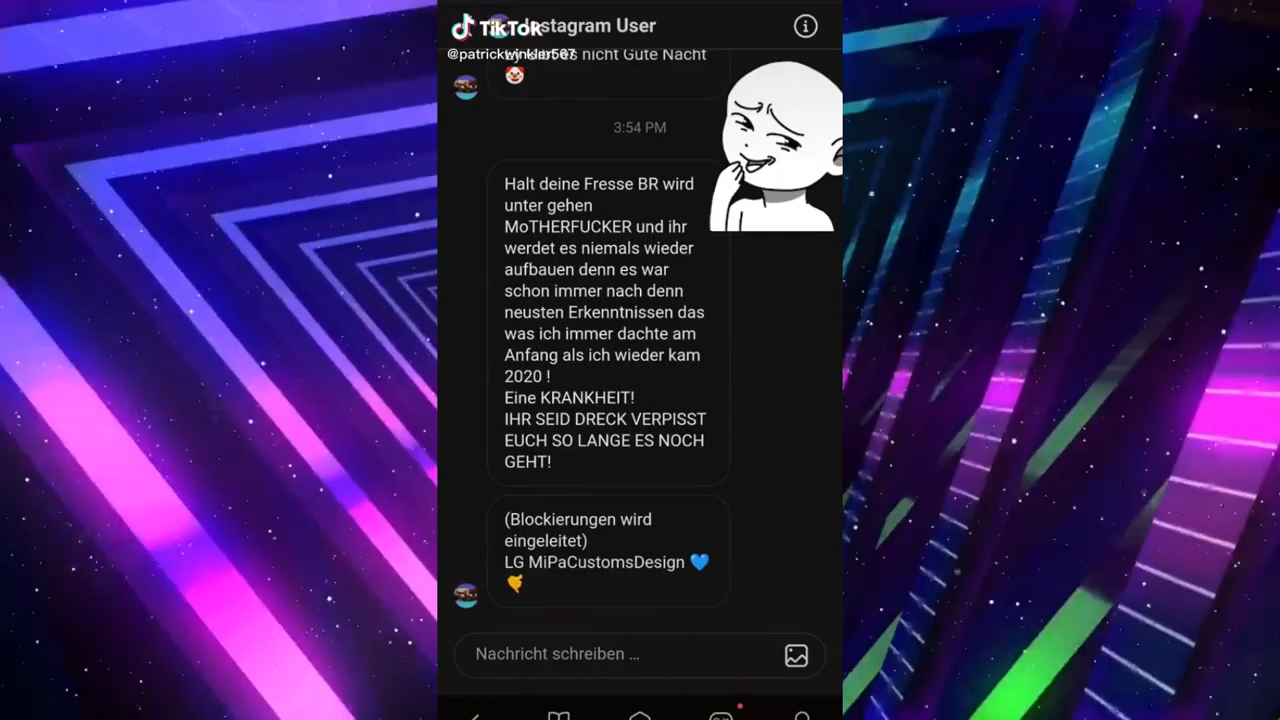 TikTok
Instagram User
@patrickwinkler567
es nicht Gute Nacht
🤡
3:54 PM
Halt deine Fresse BR wird
unter gehen
MoTHERFUCKER und ihr
werdet es niemals wieder
aufbauen denn es war
schon immer nach denn
neusten Erkenntnissen das
was ich immer dachte am
Anfang als ich wieder kam
2020 !
Eine KRANKHEIT!
IHR SEID DRECK VERPISST
EUCH SO LANGE ES NOCH
GEHT!
(Blockierungen wird
eingeleitet)
LG MiPaCustomsDesign 💙
🤙
Nachricht schreiben …